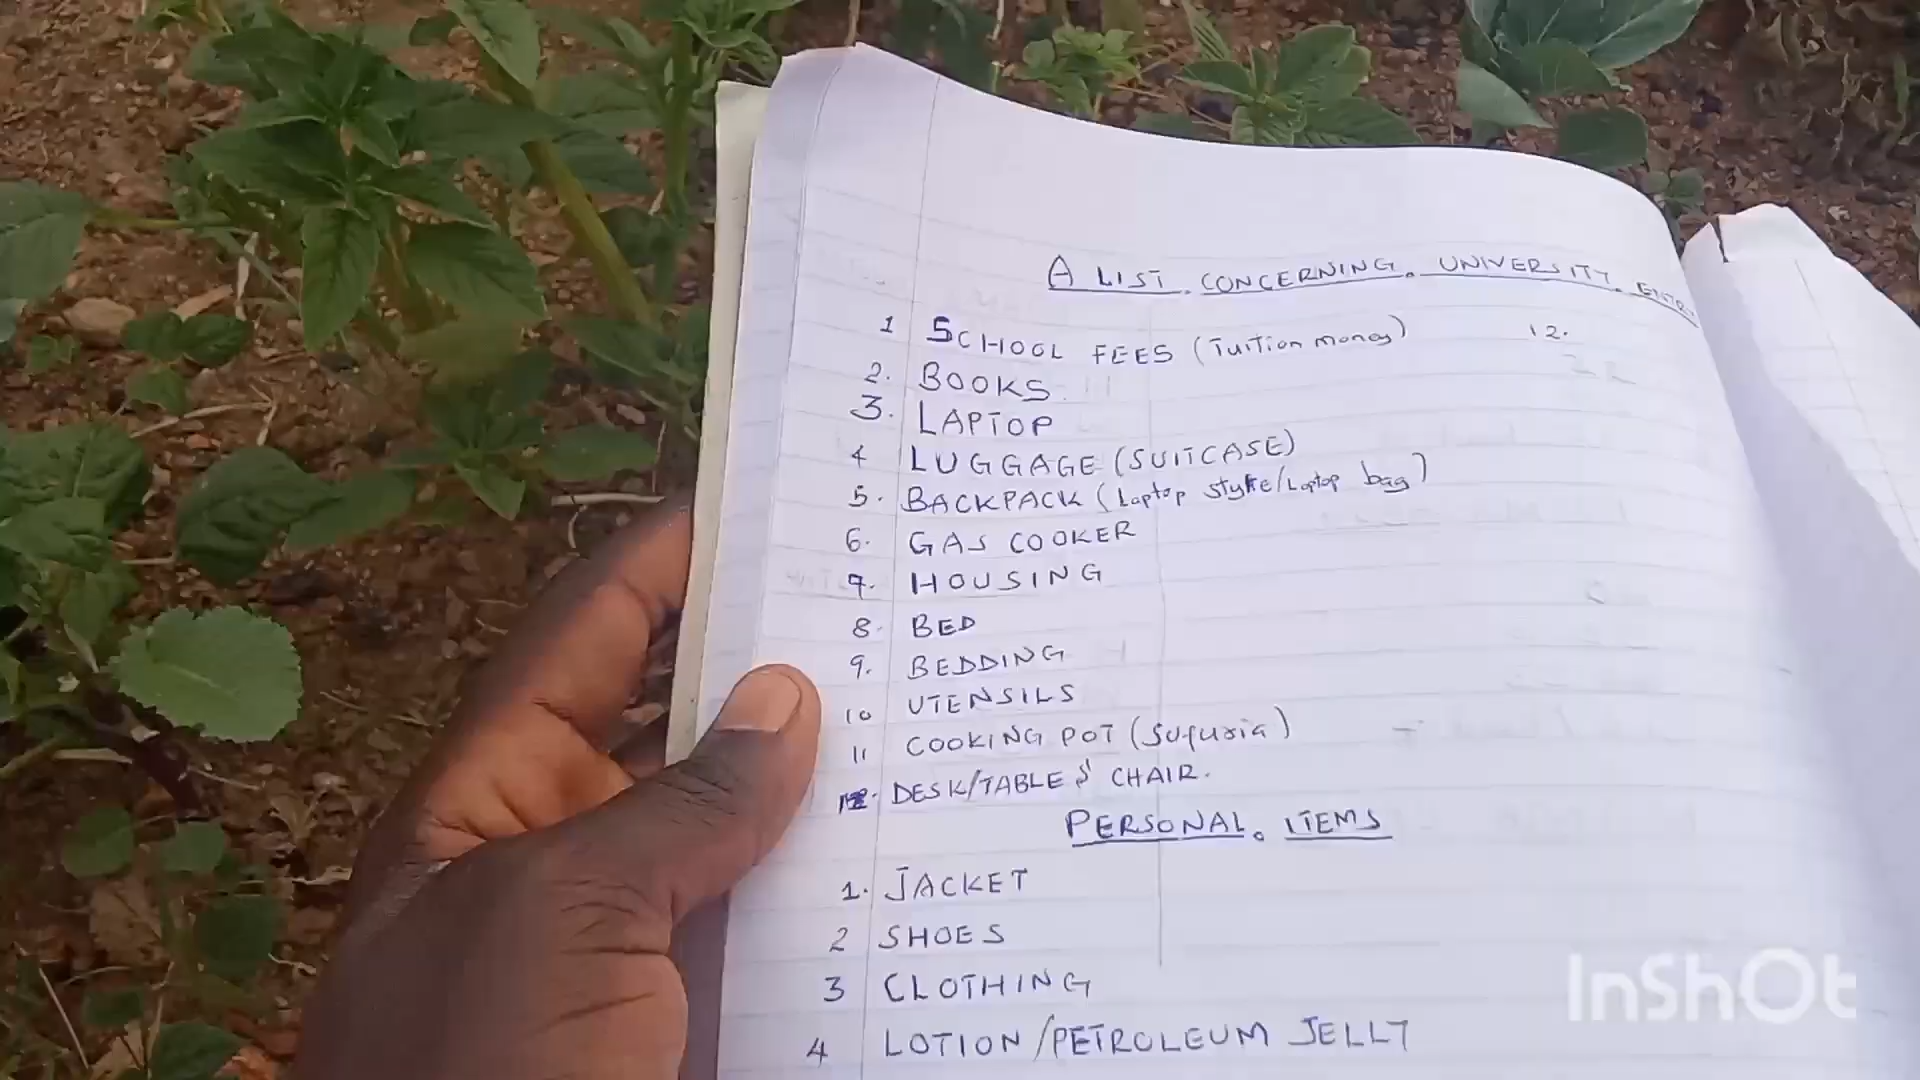 A LIST. CONCERNING. UNIVERSITY.
1 SCHOOL FEES (Tuition money) 12.
2. BOOKS
3. LAPTOP
4 LUGGAGE (SUITCASE)
5. BACKPACK (Laptop style/Laptop bag)
6. GAS COOKER
7. HOUSING
8. BED
9. BEDDING
10 UTENSILS
11 COOKING POT (Sufuria)
12. DESK/TABLE & CHAIR.
PERSONAL. ITEMS
1. JACKET
2 SHOES
3 CLOTHING
4 LOTION/PETROLEUM JELLY
InShOt